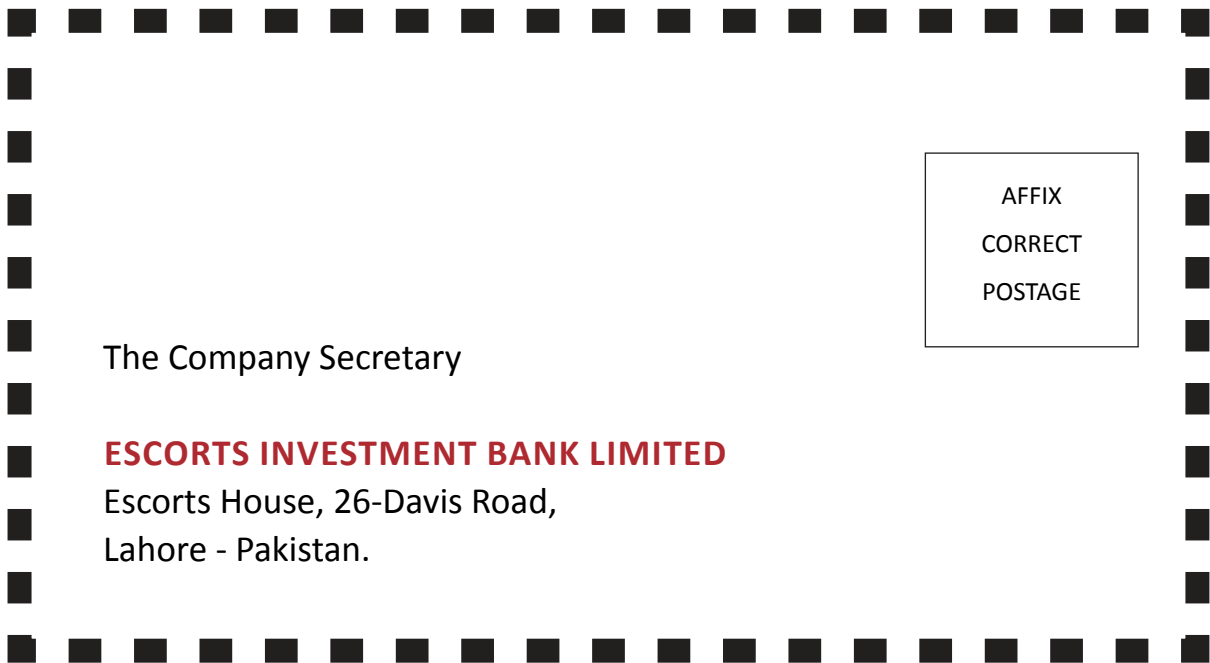 AFFIX
CORRECT
POSTAGE
The Company Secretary
ESCORTS INVESTMENT BANK LIMITED
Escorts House, 26-Davis Road,
Lahore - Pakistan.